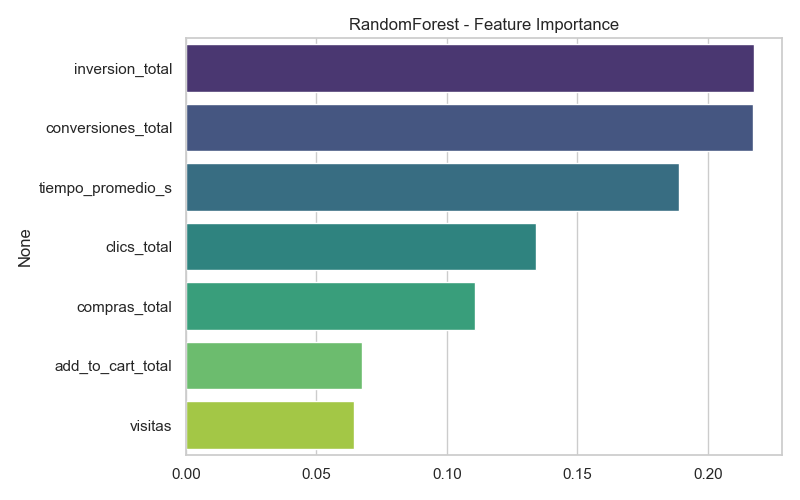 RandomForest - Feature Importance
inversion_total
conversiones_total
tiempo_promedio_s
clics_total
compras_total
add_to_cart_total
visitas
None
0.00 0.05 0.10 0.15 0.20